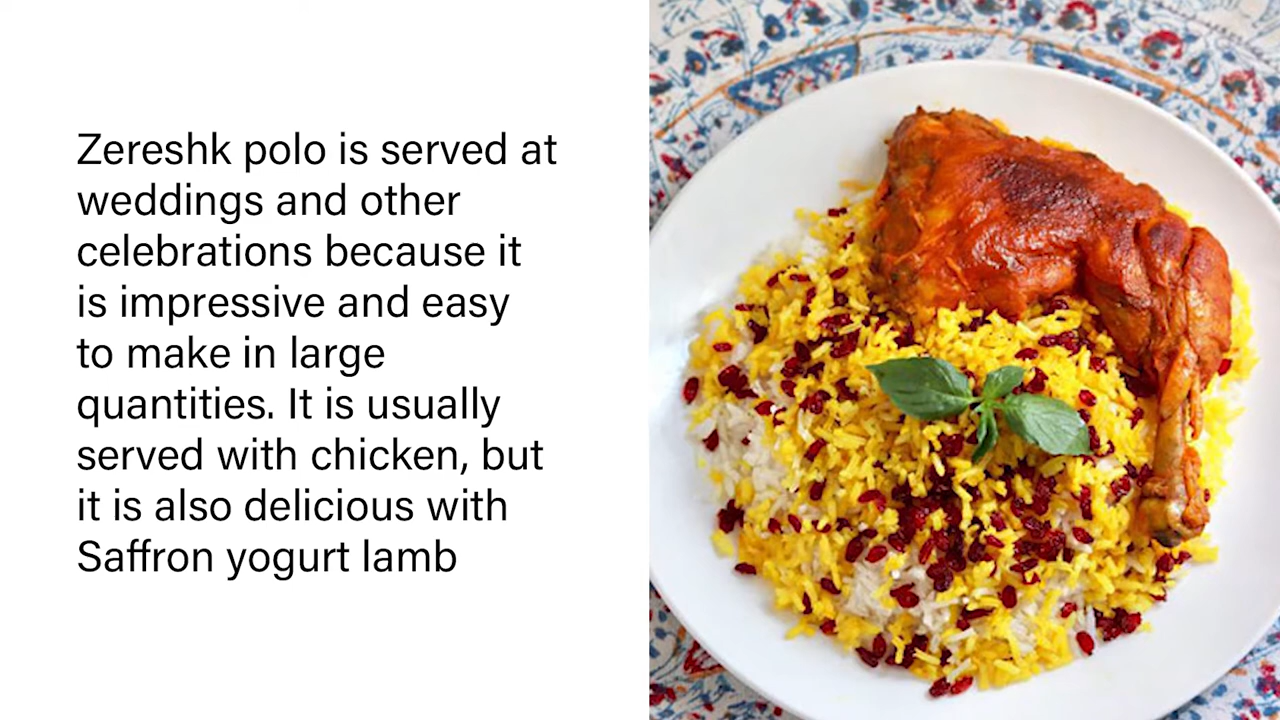 Zereshk polo is served at
weddings and other
celebrations because it
is impressive and easy
to make in large
quantities. It is usually
served with chicken, but
it is also delicious with
Saffron yogurt lamb